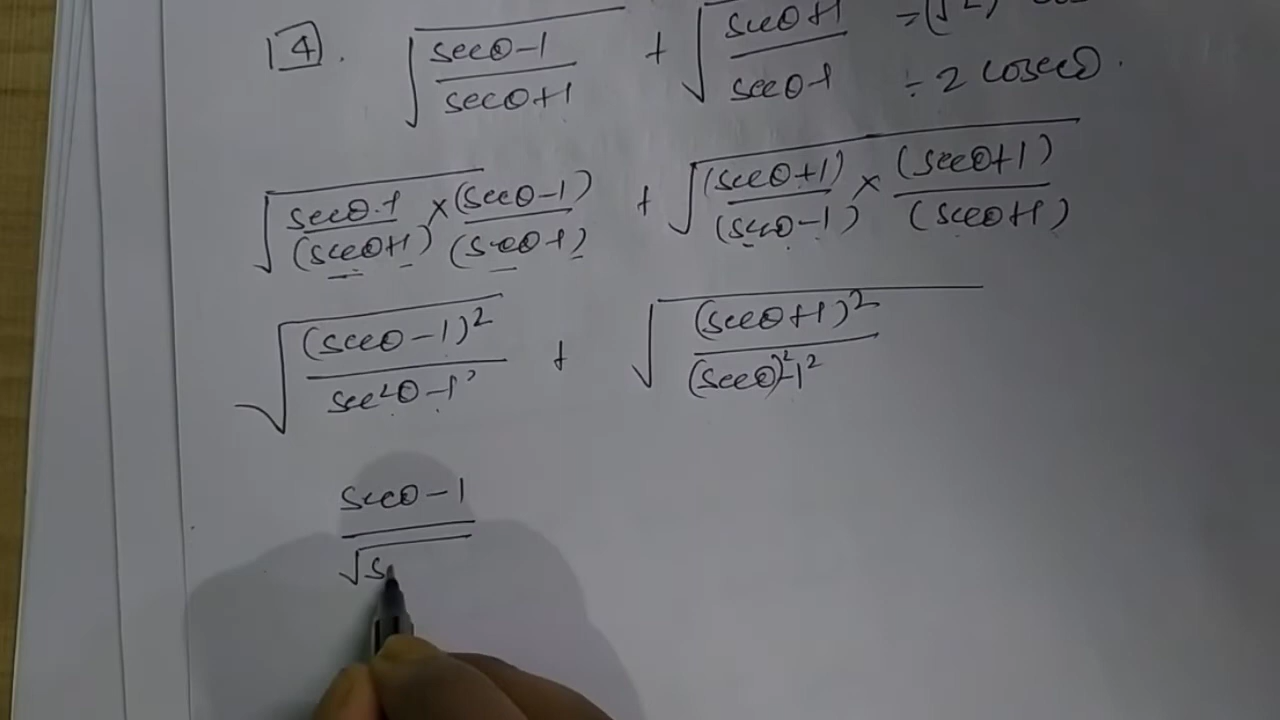 4. √(secθ-1)/(secθ+1) + √(secθ+1)/(secθ-1)
= 2 cosecθ.
√(secθ-1)/(secθ+1) × (secθ-1)/(secθ-1) + √(secθ+1)/(secθ-1) × (secθ+1)/(secθ+1)
√(secθ-1)²/(sec²θ-1²) + √(secθ+1)²/((secθ)²-1²)
secθ-1
√s